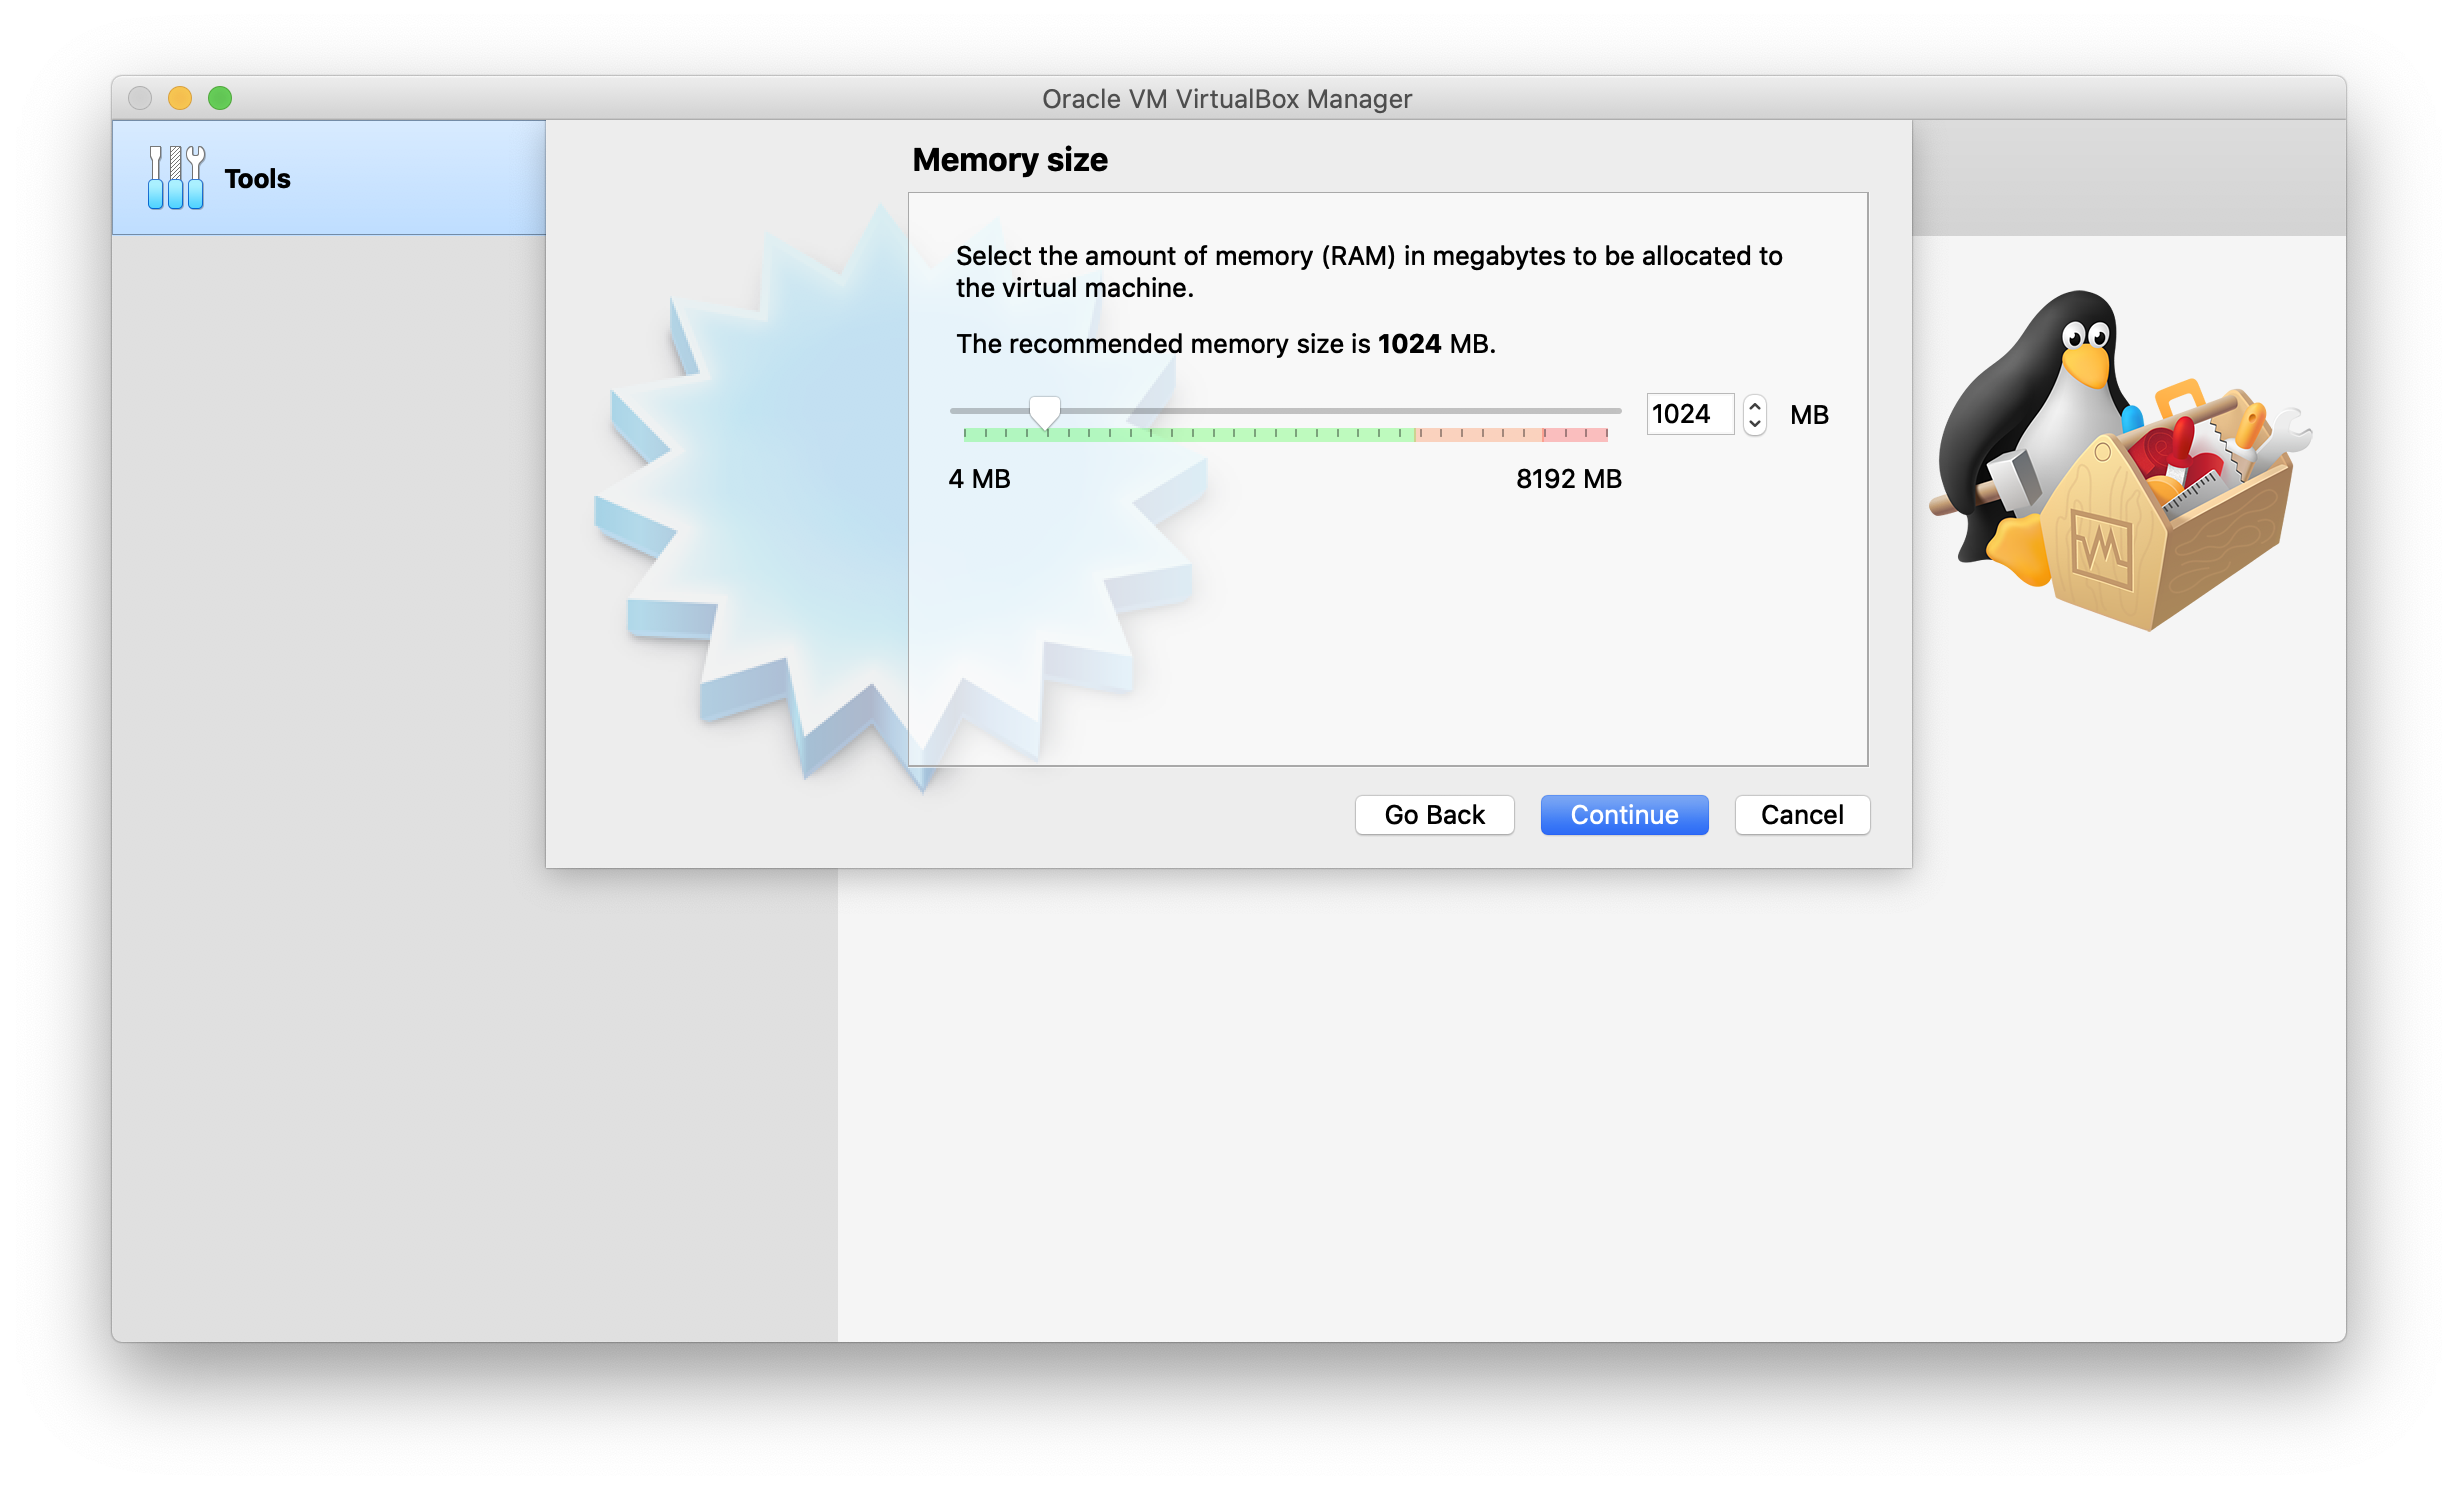 Oracle VM VirtualBox Manager
Tools
Memory size
Select the amount of memory (RAM) in megabytes to be allocated to
the virtual machine.
The recommended memory size is 1024 MB.
1024 MB
4 MB 8192 MB
Go Back Continue Cancel